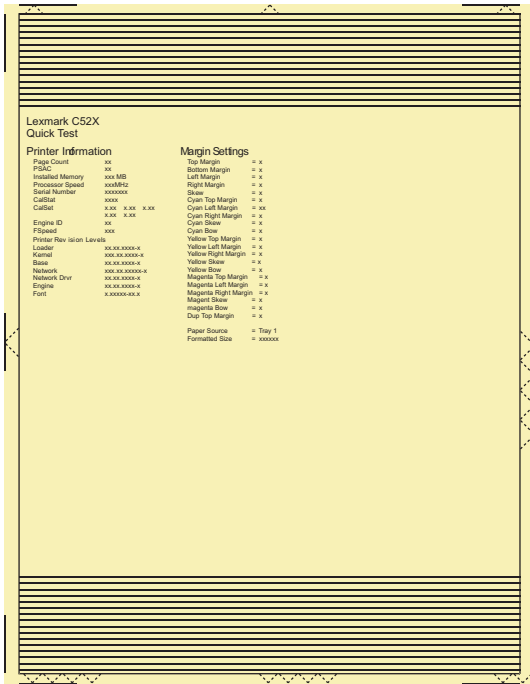 Lexmark C52X
Quick Test
Printer Information
Page Count xx
PSAC xx
Installed Memory xxx MB
Processor Speed xxxMHz
Serial Number xxxxxxx
CalStat xxxx
CalSet x.xx x.xx x.xx
x.xx x.xx
Engine ID xx
FSpeed xxx
Printer Rev ision Levels
Loader xx.xx.xxxx-x
Kernel xxx.xx.xxxx-x
Base xx.xx.xxxx-x
Network xxx.xx.xxxxx-x
Network Drvr xx.xx.xxxx-x
Engine xx.xx.xxxx-x
Font x.xxxxx-xx.x
Margin Settings
Top Margin = x
Bottom Margin = x
Left Margin = x
Right Margin = x
Skew = x
Cyan Top Margin = x
Cyan Left Margin = xx
Cyan Right Margin = x
Cyan Skew = x
Cyan Bow = x
Yellow Top Margin = x
Yellow Left Margin = x
Yellow Right Margin = x
Yellow Skew = x
Yellow Bow = x
Magenta Top Margin = x
Magenta Left Margin = x
Magenta Right Margin = x
Magent Skew = x
magenta Bow = x
Dup Top Margin = x
Paper Source = Tray 1
Formatted Size = xxxxxx